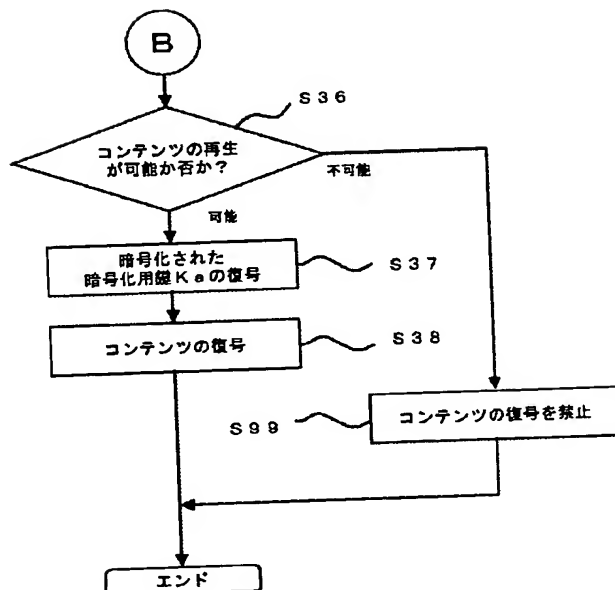 B
S36
コンテンツの再生
が可能か否か?
不可能
可能
暗号化された
暗号化用鍵Kaの復号
S37
コンテンツの復号
S38
S99
コンテンツの復号を禁止
エンド